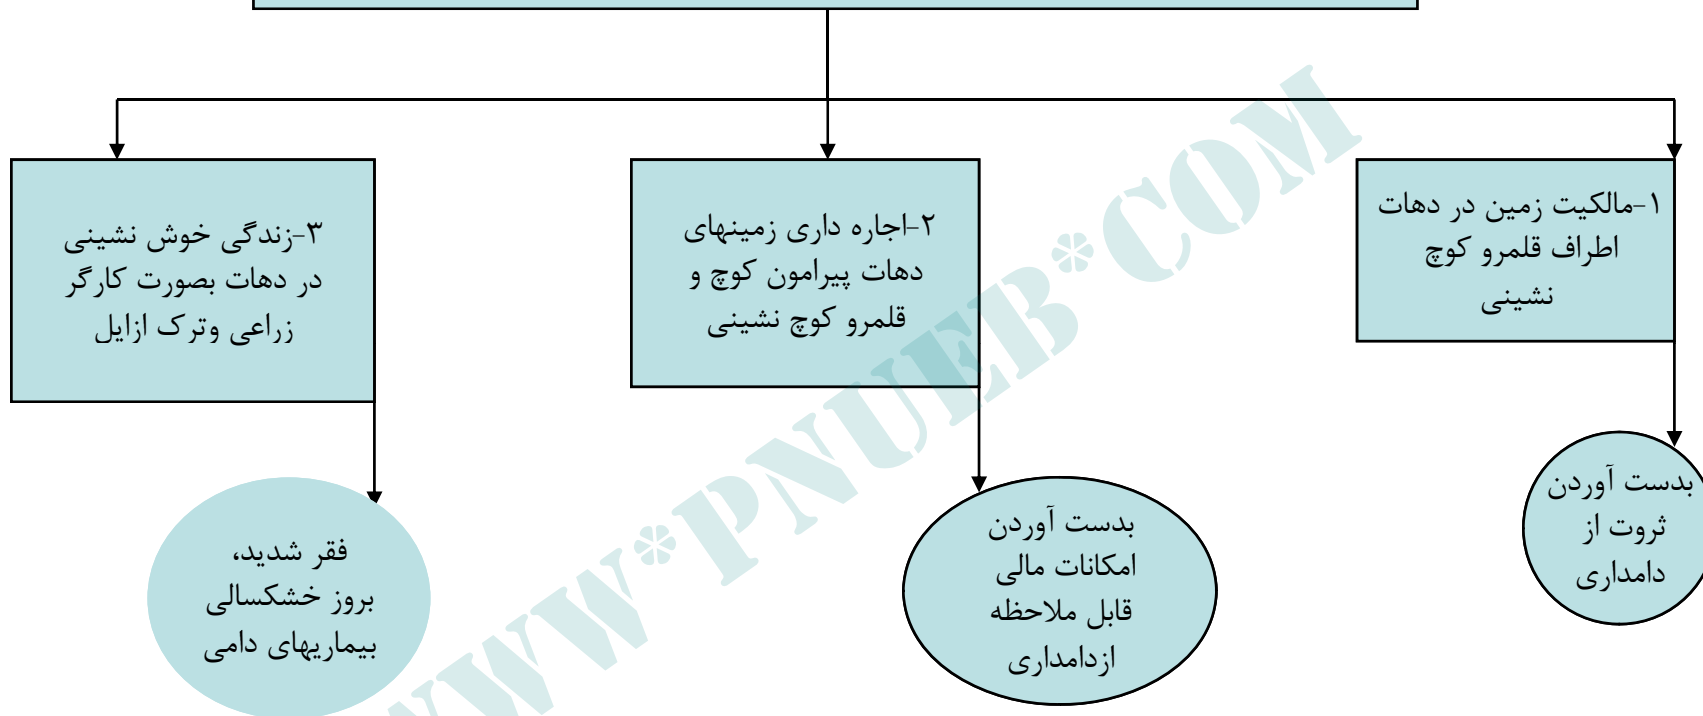 ۱-مالکیت زمین در دهات
اطراف قلمرو کوچ
نشینی
۲-اجاره داری زمینهای
دهات پیرامون کوچ و
قلمرو کوچ نشینی
۳-زندگی خوش نشینی
در دهات بصورت کارگر
زراعی وترک ازایل
بدست آوردن
ثروت از
دامداری
بدست آوردن
امکانات مالی
قابل ملاحظه
ازدامداری
فقر شدید،
بروز خشکسالی
بیماریهای دامی
WWW*PNUEB*COM